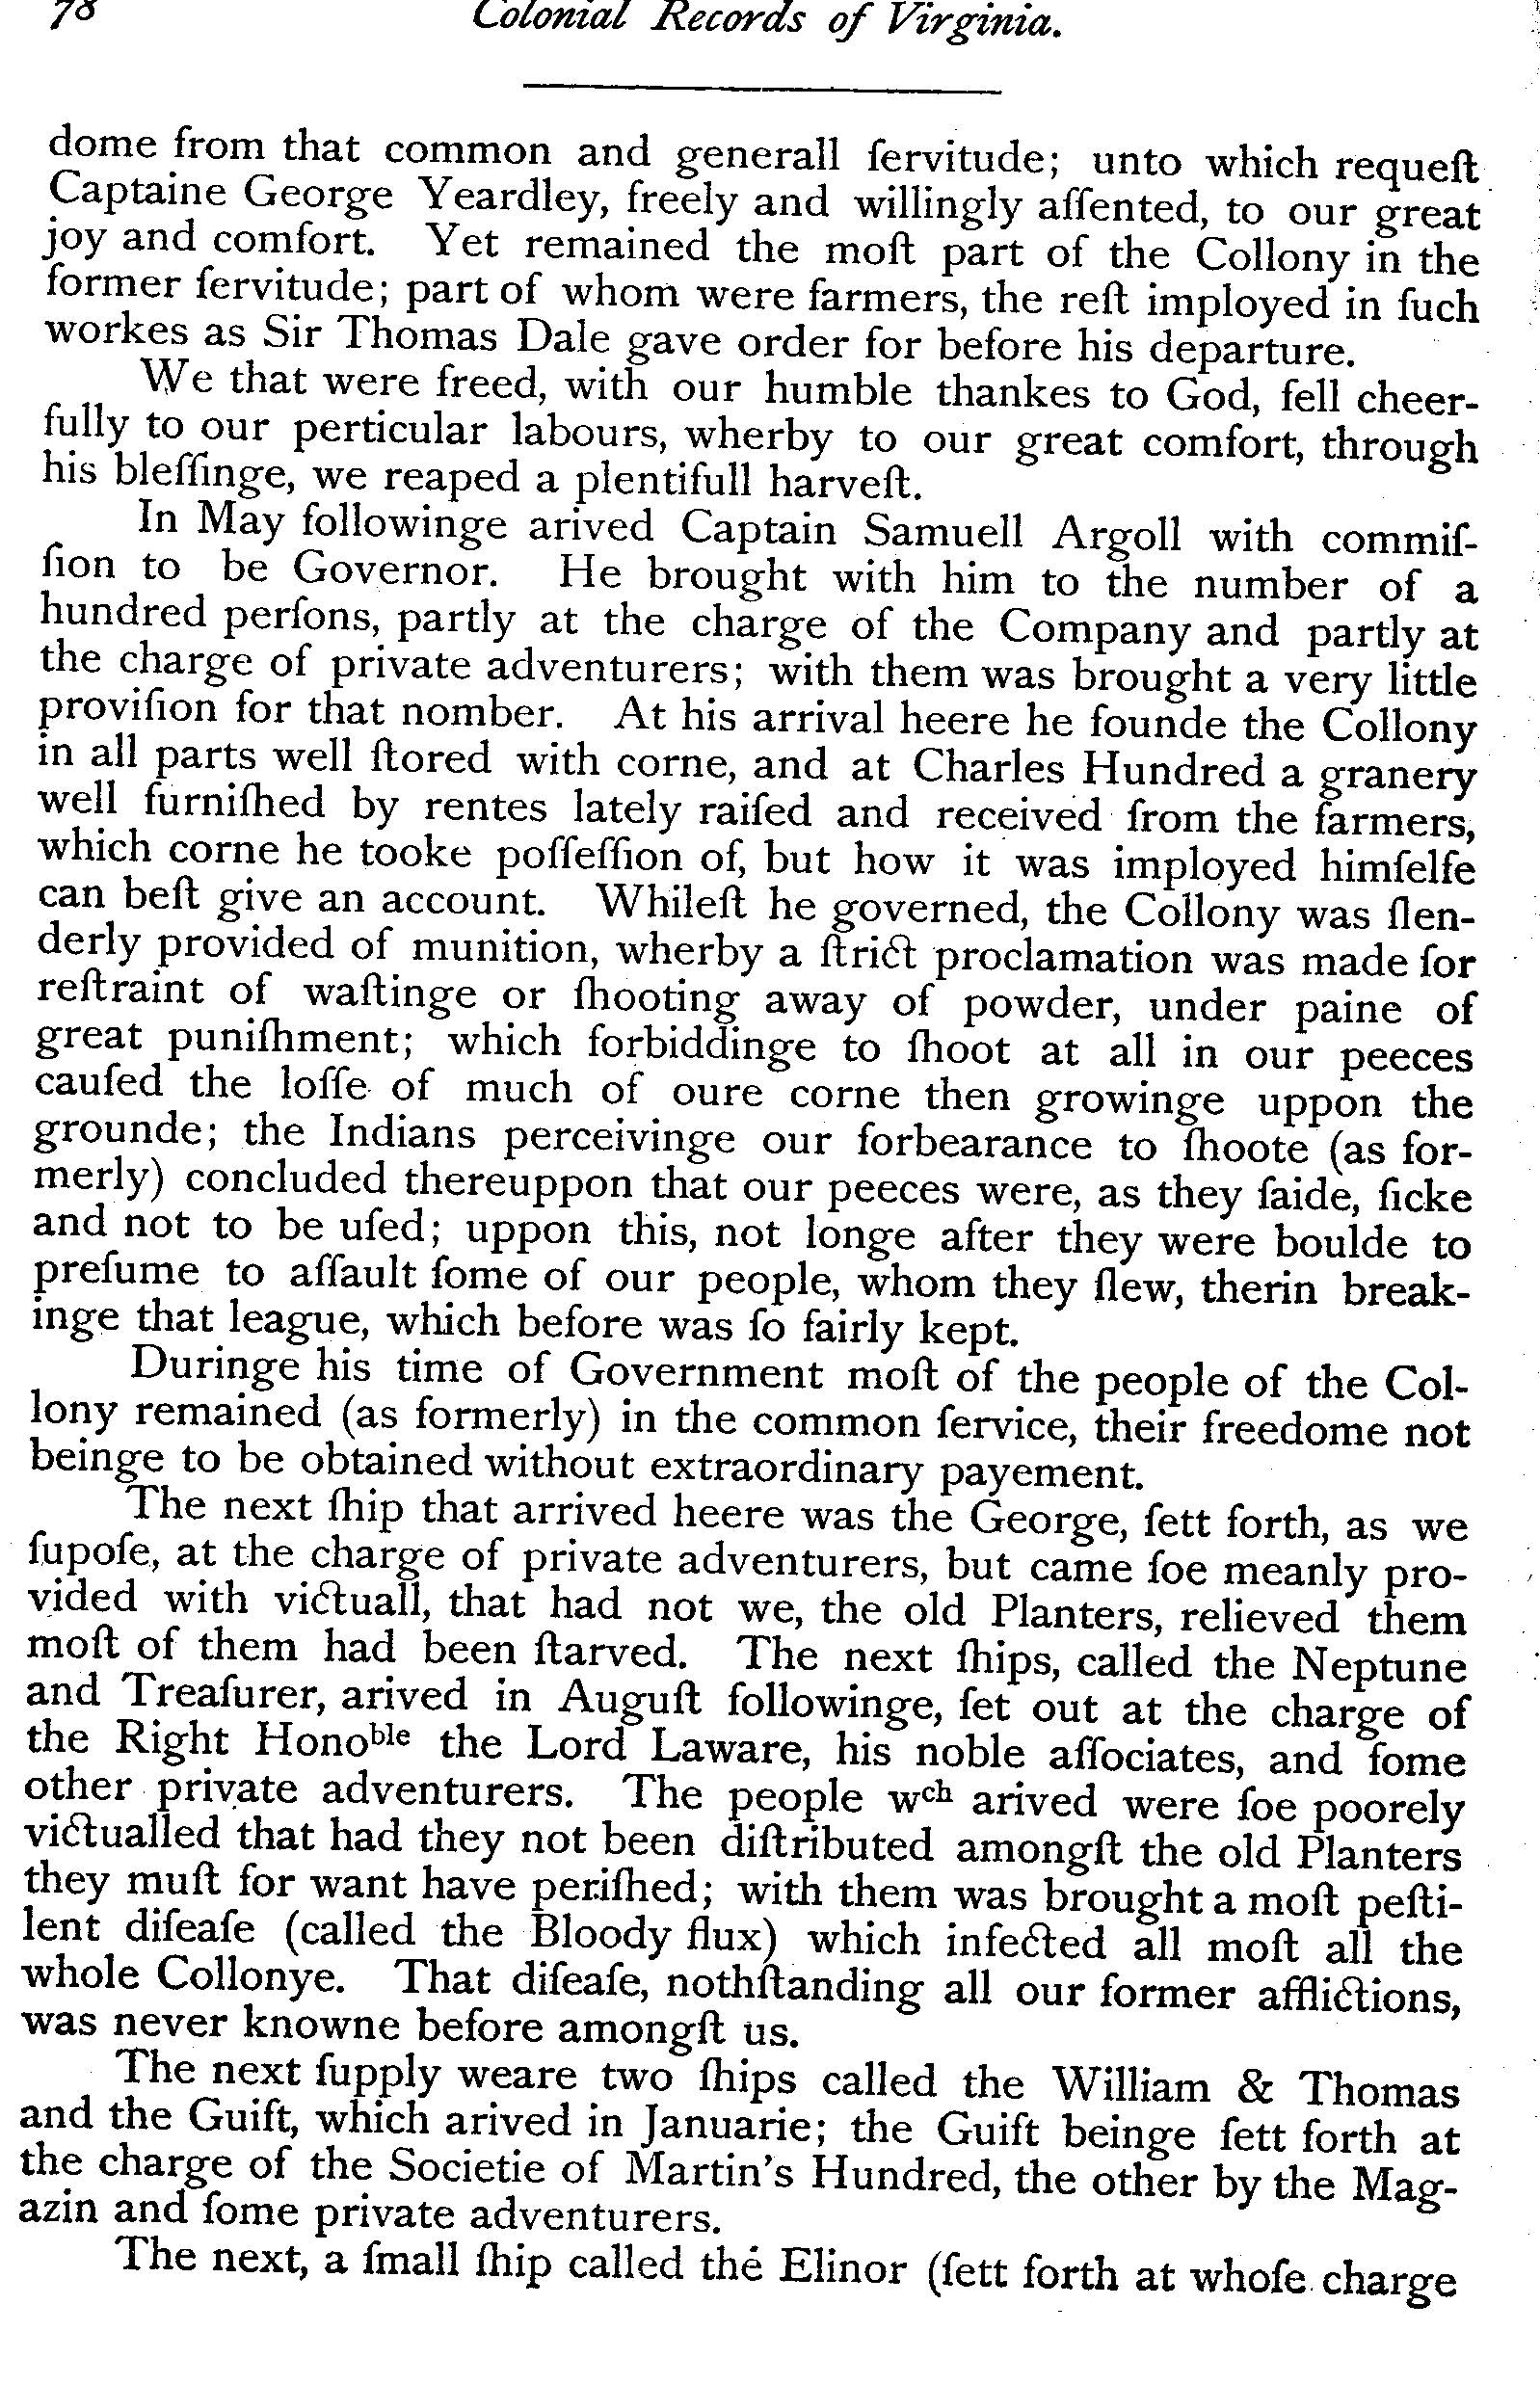 78
Colonial Records of Virginia.
dome from that common and generall ſervitude; unto which requeſt
Captaine George Yeardley, freely and willingly aſſented, to our great
joy and comfort. Yet remained the moſt part of the Collony in the
former ſervitude; part of whom were farmers, the reſt imployed in ſuch
workes as Sir Thomas Dale gave order for before his departure.
We that were freed, with our humble thankes to God, fell cheer-
fully to our perticular labours, wherby to our great comfort, through
his bleſſinge, we reaped a plentifull harveſt.
In May followinge arived Captain Samuell Argoll with commiſ-
ſion to be Governor. He brought with him to the number of a
hundred perſons, partly at the charge of the Company and partly at
the charge of private adventurers; with them was brought a very little
proviſion for that nomber. At his arrival heere he founde the Collony
in all parts well ſtored with corne, and at Charles Hundred a granery
well furniſhed by rentes lately raiſed and received from the farmers,
which corne he tooke poſſeſſion of, but how it was imployed himſelfe
can beſt give an account. Whileſt he governed, the Collony was ſlen-
derly provided of munition, wherby a ſtrict proclamation was made for
reſtraint of waſtinge or ſhooting away of powder, under paine of
great puniſhment; which forbiddinge to ſhoot at all in our peeces
cauſed the loſſe of much of oure corne then growinge uppon the
grounde; the Indians perceivinge our forbearance to ſhoote (as for-
merly) concluded thereuppon that our peeces were, as they ſaide, ſicke
and not to be uſed; uppon this, not longe after they were boulde to
preſume to aſſault ſome of our people, whom they ſlew, therin break-
inge that league, which before was ſo fairly kept.
Duringe his time of Government moſt of the people of the Col-
lony remained (as formerly) in the common ſervice, their freedome not
beinge to be obtained without extraordinary payement.
The next ſhip that arrived heere was the George, ſett forth, as we
ſupoſe, at the charge of private adventurers, but came ſoe meanly pro-
vided with victuall, that had not we, the old Planters, relieved them
moſt of them had been ſtarved. The next ſhips, called the Neptune
and Treaſurer, arived in Auguſt followinge, ſet out at the charge of
the Right Honoble the Lord Laware, his noble aſſociates, and ſome
other private adventurers. The people wch arived were ſoe poorely
victualled that had they not been diſtributed amongſt the old Planters
they muſt for want have periſhed; with them was brought a moſt peſti-
lent diſeaſe (called the Bloody flux) which infected all moſt all the
whole Collonye. That diſeaſe, nothſtanding all our former afflictions,
was never knowne before amongſt us.
The next ſupply weare two ſhips called the William & Thomas
and the Guift, which arived in Januarie; the Guift beinge ſett forth at
the charge of the Societie of Martin's Hundred, the other by the Mag-
azin and ſome private adventurers.
The next, a ſmall ſhip called the Elinor (ſett forth at whoſe charge